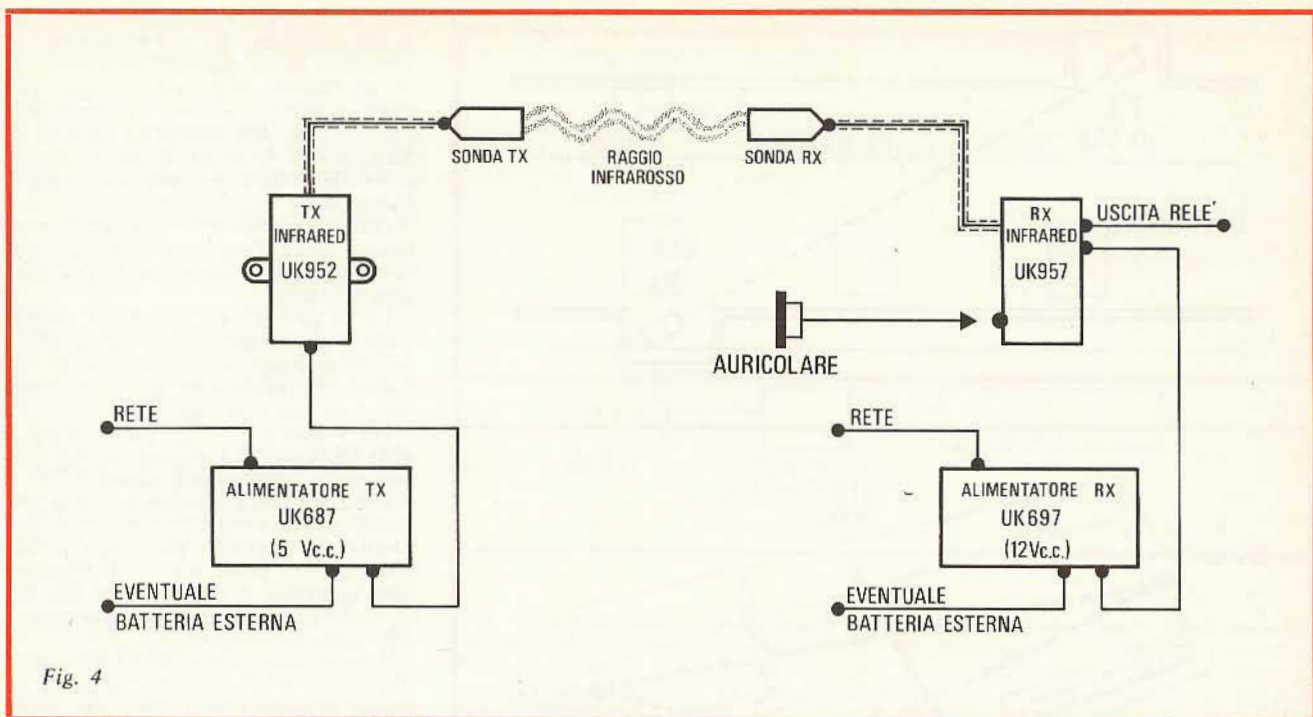 SONDA TX
RAGGIO
INFRAROSSO
SONDA RX
TX
INFRARED
UK952
RX
INFRARED
UK957
USCITA RELE´
AURICOLARE
RETE
ALIMENTATORE TX
UK687
(5 Vc.c.)
EVENTUALE
BATTERIA ESTERNA
RETE
ALIMENTATORE RX
UK697
(12Vc.c.)
EVENTUALE
BATTERIA ESTERNA
Fig. 4